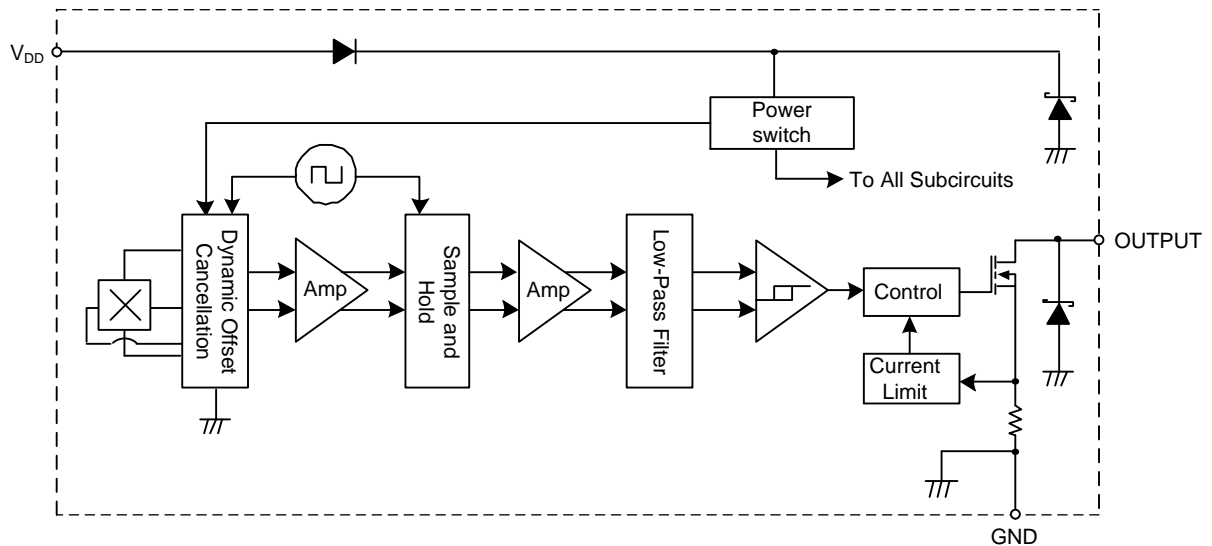 V_DD
Power
switch
To All Subcircuits
Dynamic Offset
Cancellation
Amp
Sample and
Hold
Amp
Low-Pass Filter
Control
Current
Limit
OUTPUT
GND